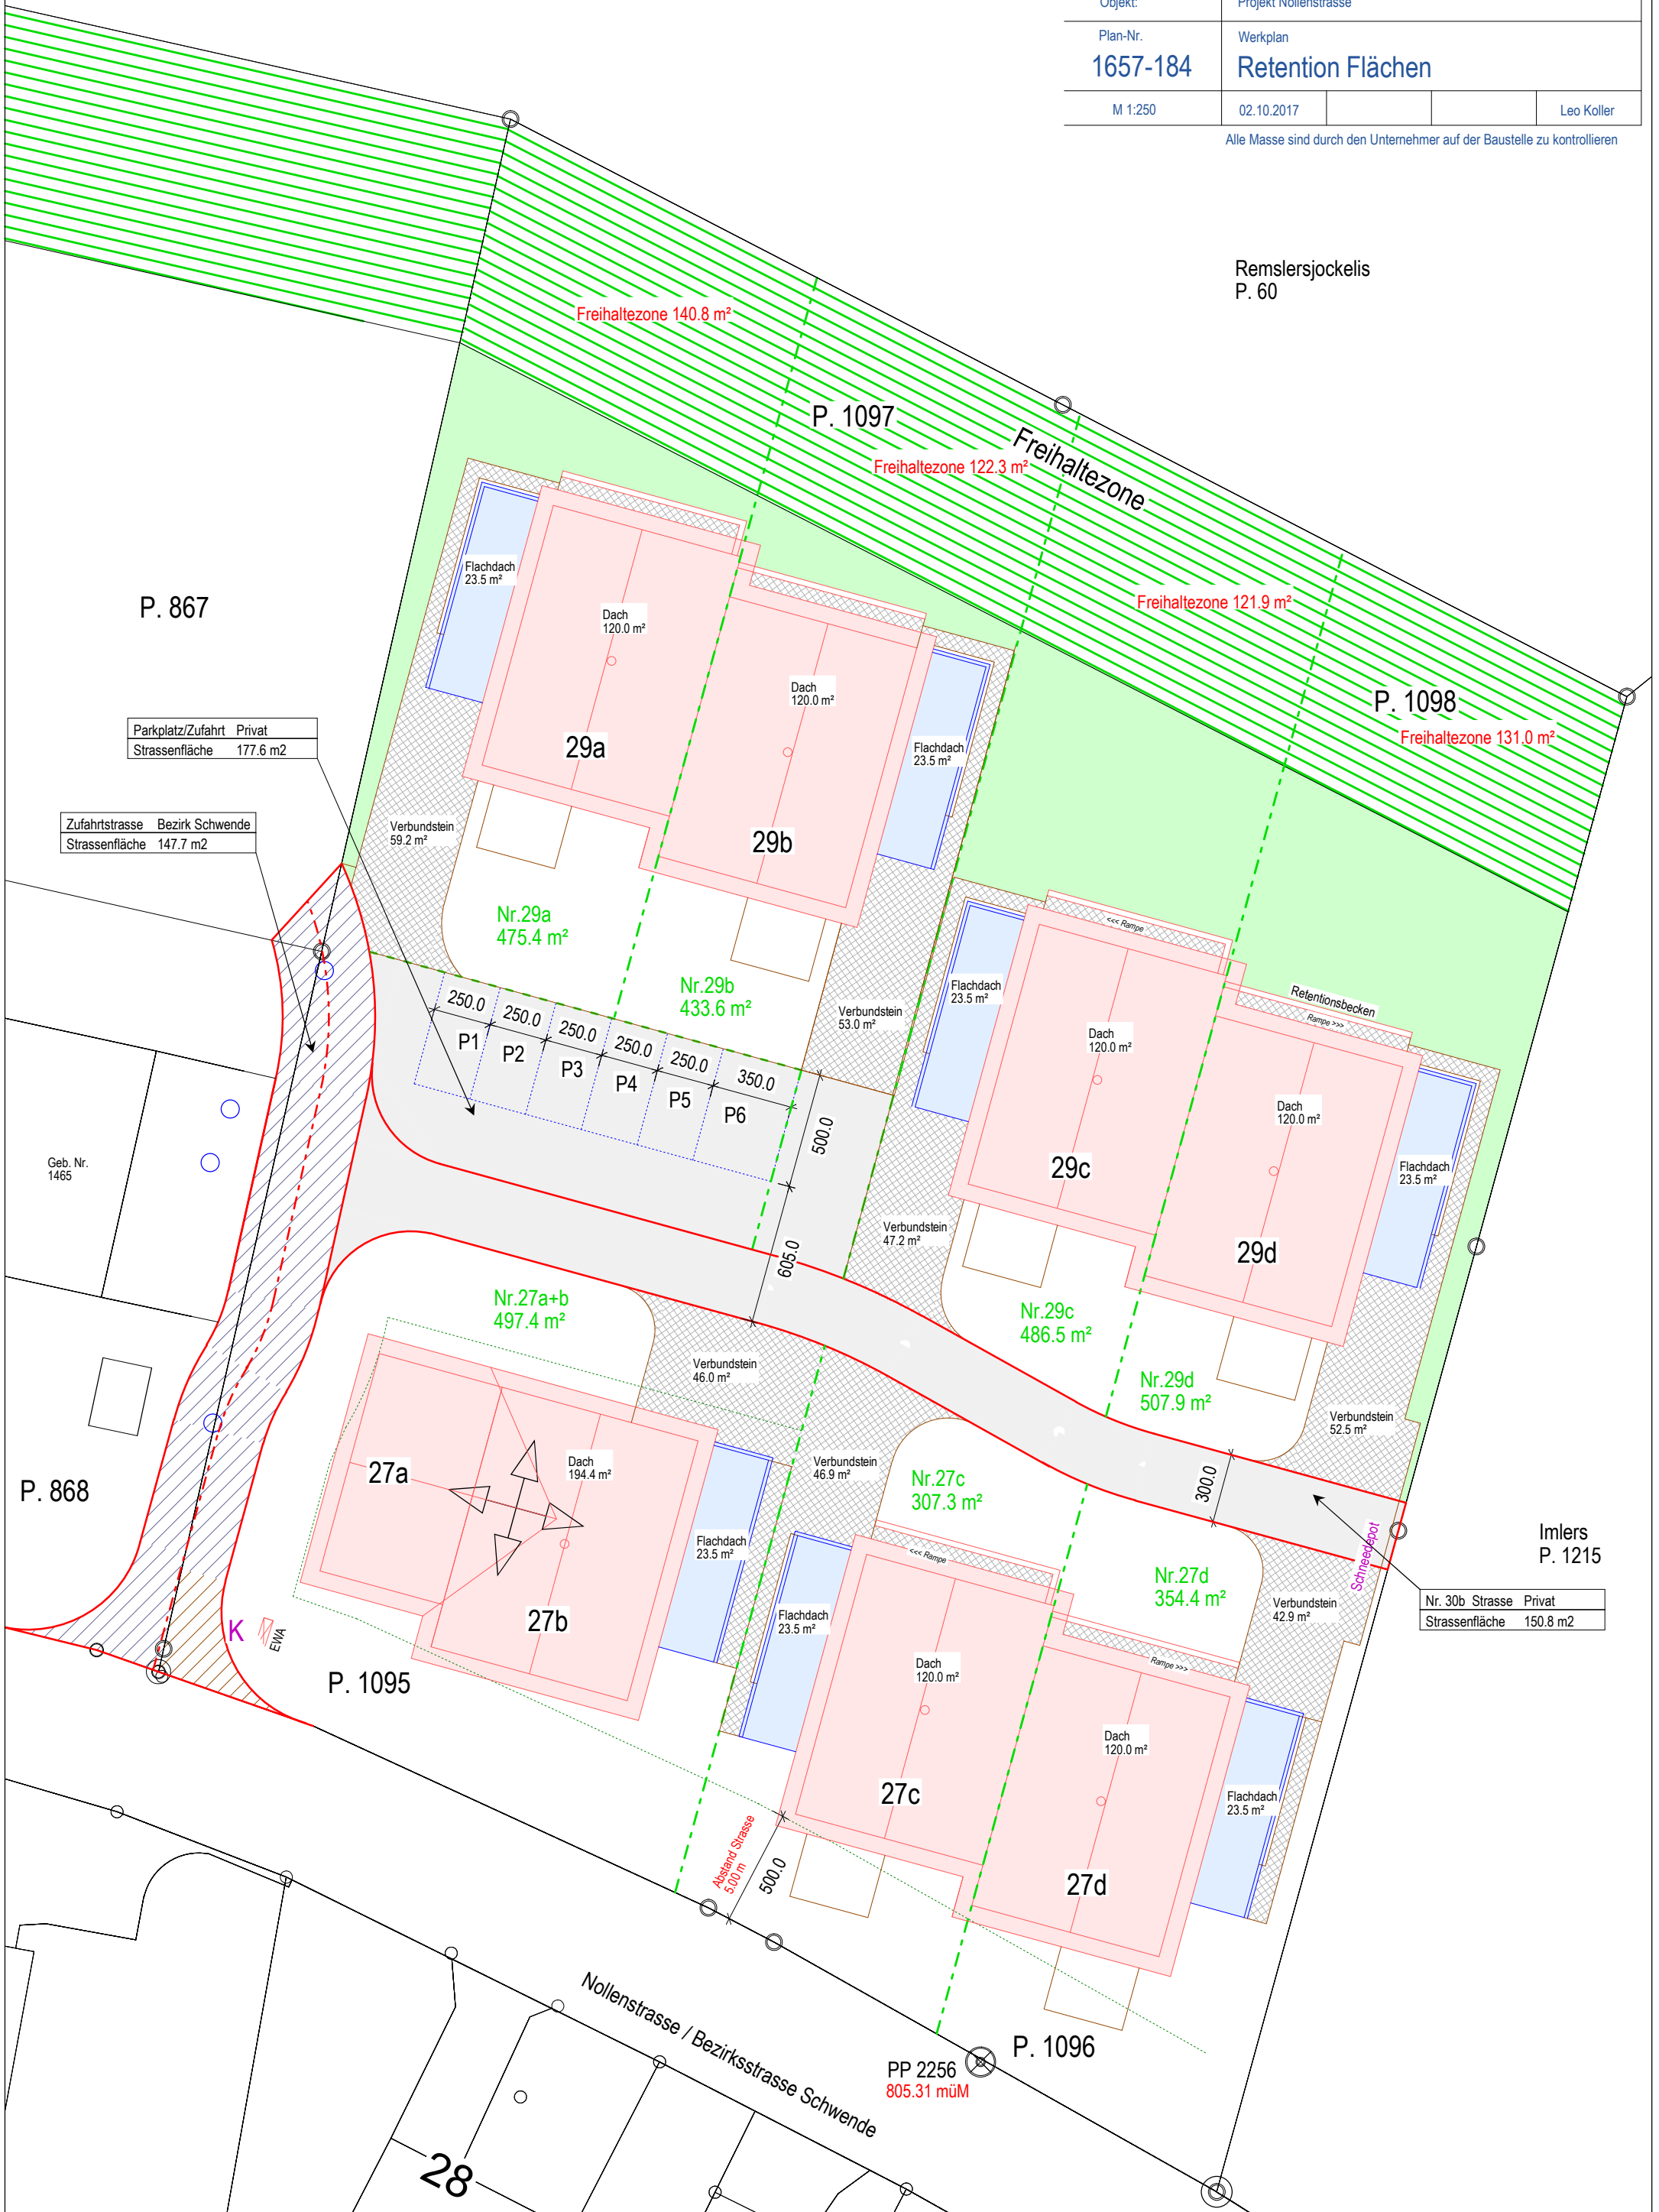 Objekt:
Projekt Nollenstrasse
Plan-Nr.
Werkplan
1657-184
Retention Flächen
M 1:250
02.10.2017
Leo Koller
Alle Masse sind durch den Unternehmer auf der Baustelle zu kontrollieren
Remslersjockelis
P. 60
Freihaltezone 140.8 m²
P. 1097
Freihaltezone
Freihaltezone 122.3 m²
Freihaltezone 121.9 m²
P. 1098
Freihaltezone 131.0 m²
P. 867
Flachdach
23.5 m²
Dach
120.0 m²
29a
Dach
120.0 m²
Flachdach
23.5 m²
29b
Parkplatz/Zufahrt Privat
Strassenfläche 177.6 m2
Zufahrtstrasse Bezirk Schwende
Strassenfläche 147.7 m2
Verbundstein
59.2 m²
Nr.29a
475.4 m²
Nr.29b
433.6 m²
Verbundstein
53.0 m²
250.0
250.0
250.0
250.0
250.0
350.0
P1
P2
P3
P4
P5
P6
500.0
605.0
<<< Rampe
Flachdach
23.5 m²
Dach
120.0 m²
29c
Retentionsbecken
Rampe >>>
Dach
120.0 m²
Flachdach
23.5 m²
29d
Verbundstein
47.2 m²
Geb. Nr.
1465
Nr.27a+b
497.4 m²
Nr.29c
486.5 m²
Nr.29d
507.9 m²
Verbundstein
46.0 m²
Verbundstein
52.5 m²
P. 868
27a
Dach
194.4 m²
27b
Flachdach
23.5 m²
Verbundstein
46.9 m²
Nr.27c
307.3 m²
300.0
Schneedepot
Imlers
P. 1215
Nr. 30b Strasse Privat
Strassenfläche 150.8 m2
Nr.27d
354.4 m²
Verbundstein
42.9 m²
<<< Rampe
Flachdach
23.5 m²
Dach
120.0 m²
27c
Rampe >>>
Dach
120.0 m²
Flachdach
23.5 m²
27d
K
EWA
P. 1095
Abstand Strasse
5.00 m
500.0
Nollenstrasse / Bezirksstrasse Schwende
PP 2256
805.31 müM
P. 1096
28